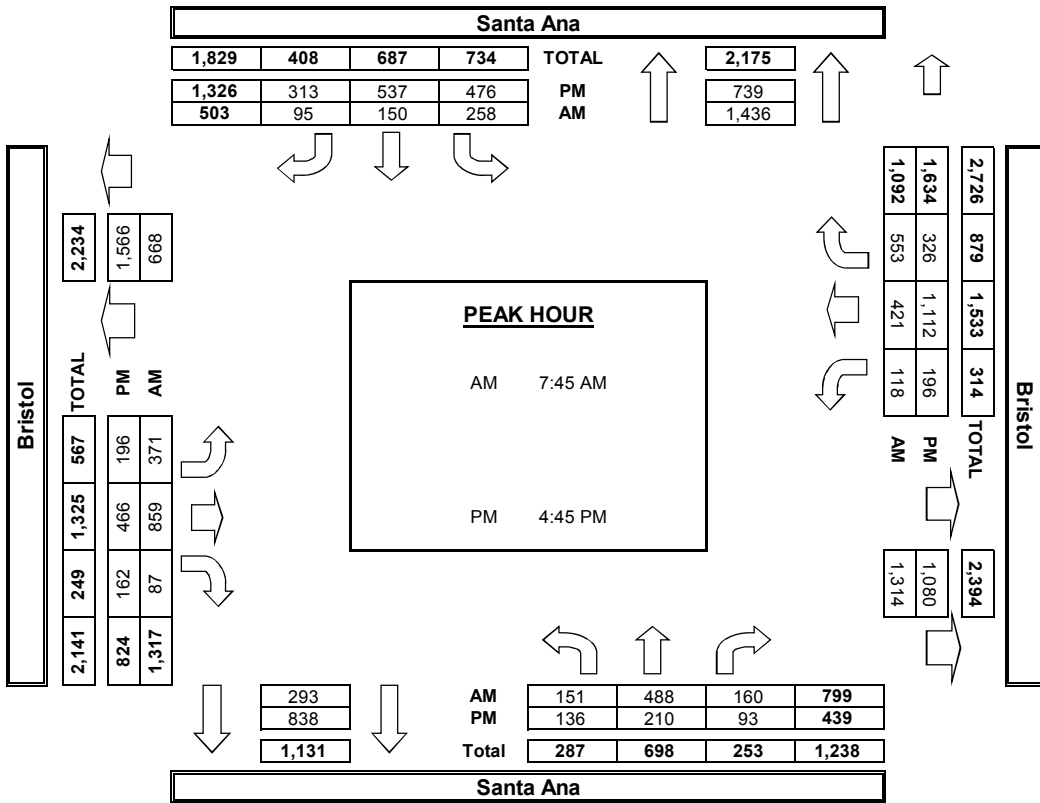 Santa Ana
1,829 408 687 734 TOTAL 2,175
1,326 313 537 476 PM 739
503 95 150 258 AM 1,436
Bristol
2,234
1,566
668
TOTAL
PM
AM
567 1,325 249 2,141
196 466 162 824
371 859 87 1,317
PEAK HOUR
AM 7:45 AM
PM 4:45 PM
2,726 879 1,533 314 TOTAL
1,634 326 1,112 196 PM
1,092 553 421 118 AM
2,394
1,080
1,314
Bristol
293 AM 151 488 160 799
838 PM 136 210 93 439
1,131 Total 287 698 253 1,238
Santa Ana